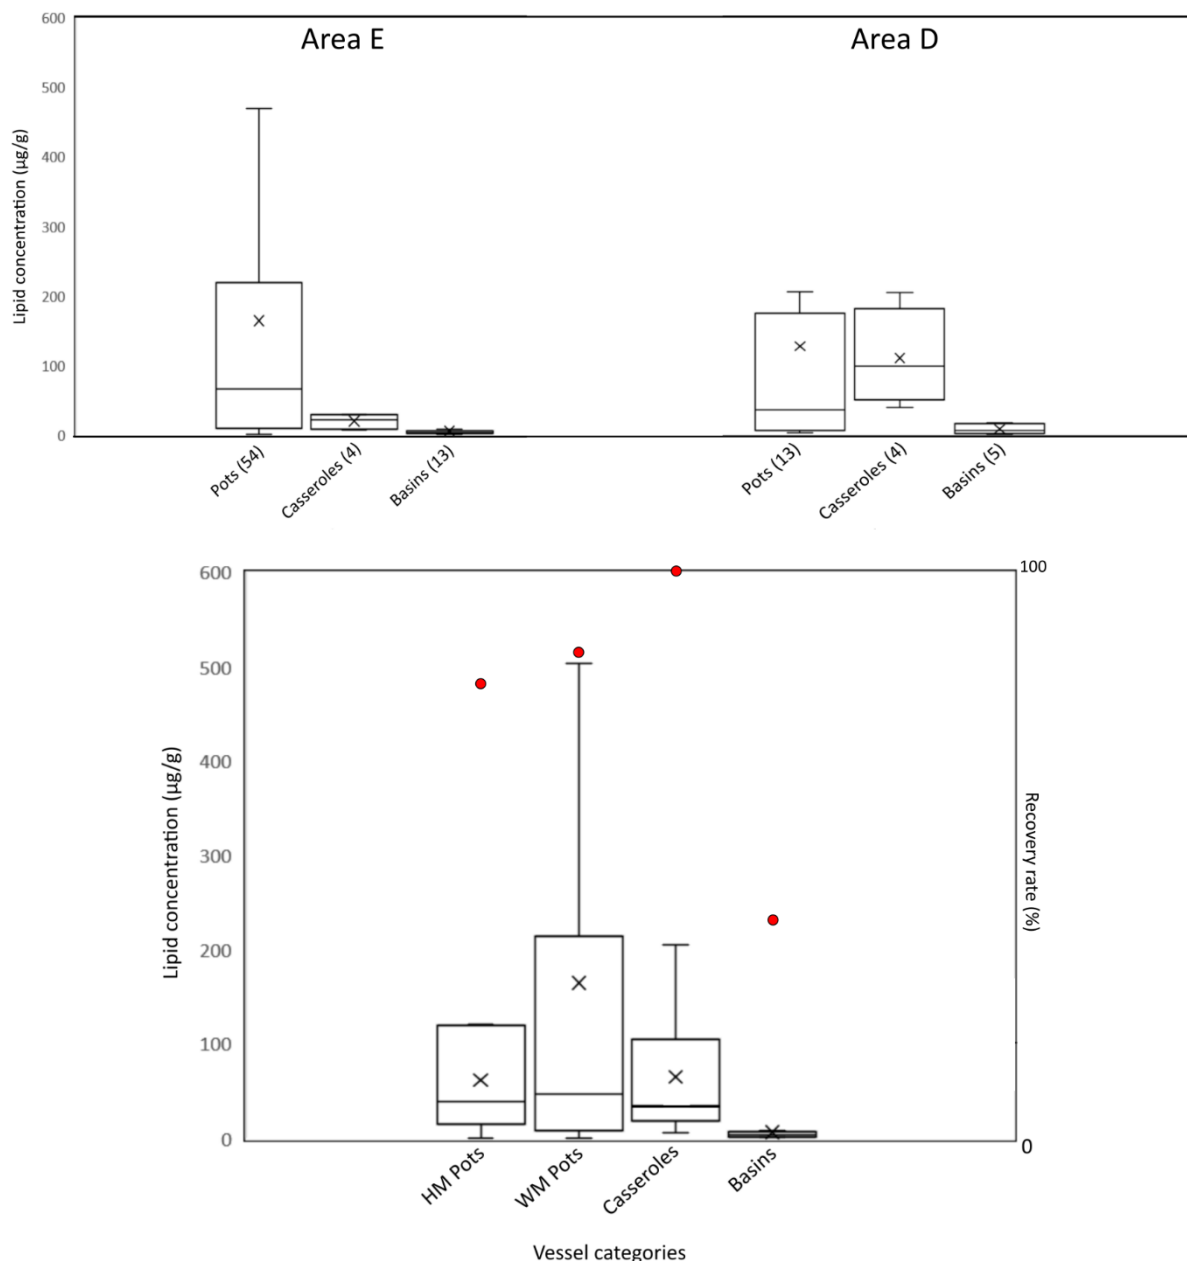 Area E
Area D
600
500
400
300
200
100
0
Lipid concentration (µg/g)
Pots (54)
Casseroles (4)
Basins (13)
Pots (13)
Casseroles (4)
Basins (5)
600
500
400
300
200
100
0
Lipid concentration (µg/g)
100
0
Recovery rate (%)
HM Pots
WM Pots
Casseroles
Basins
Vessel categories